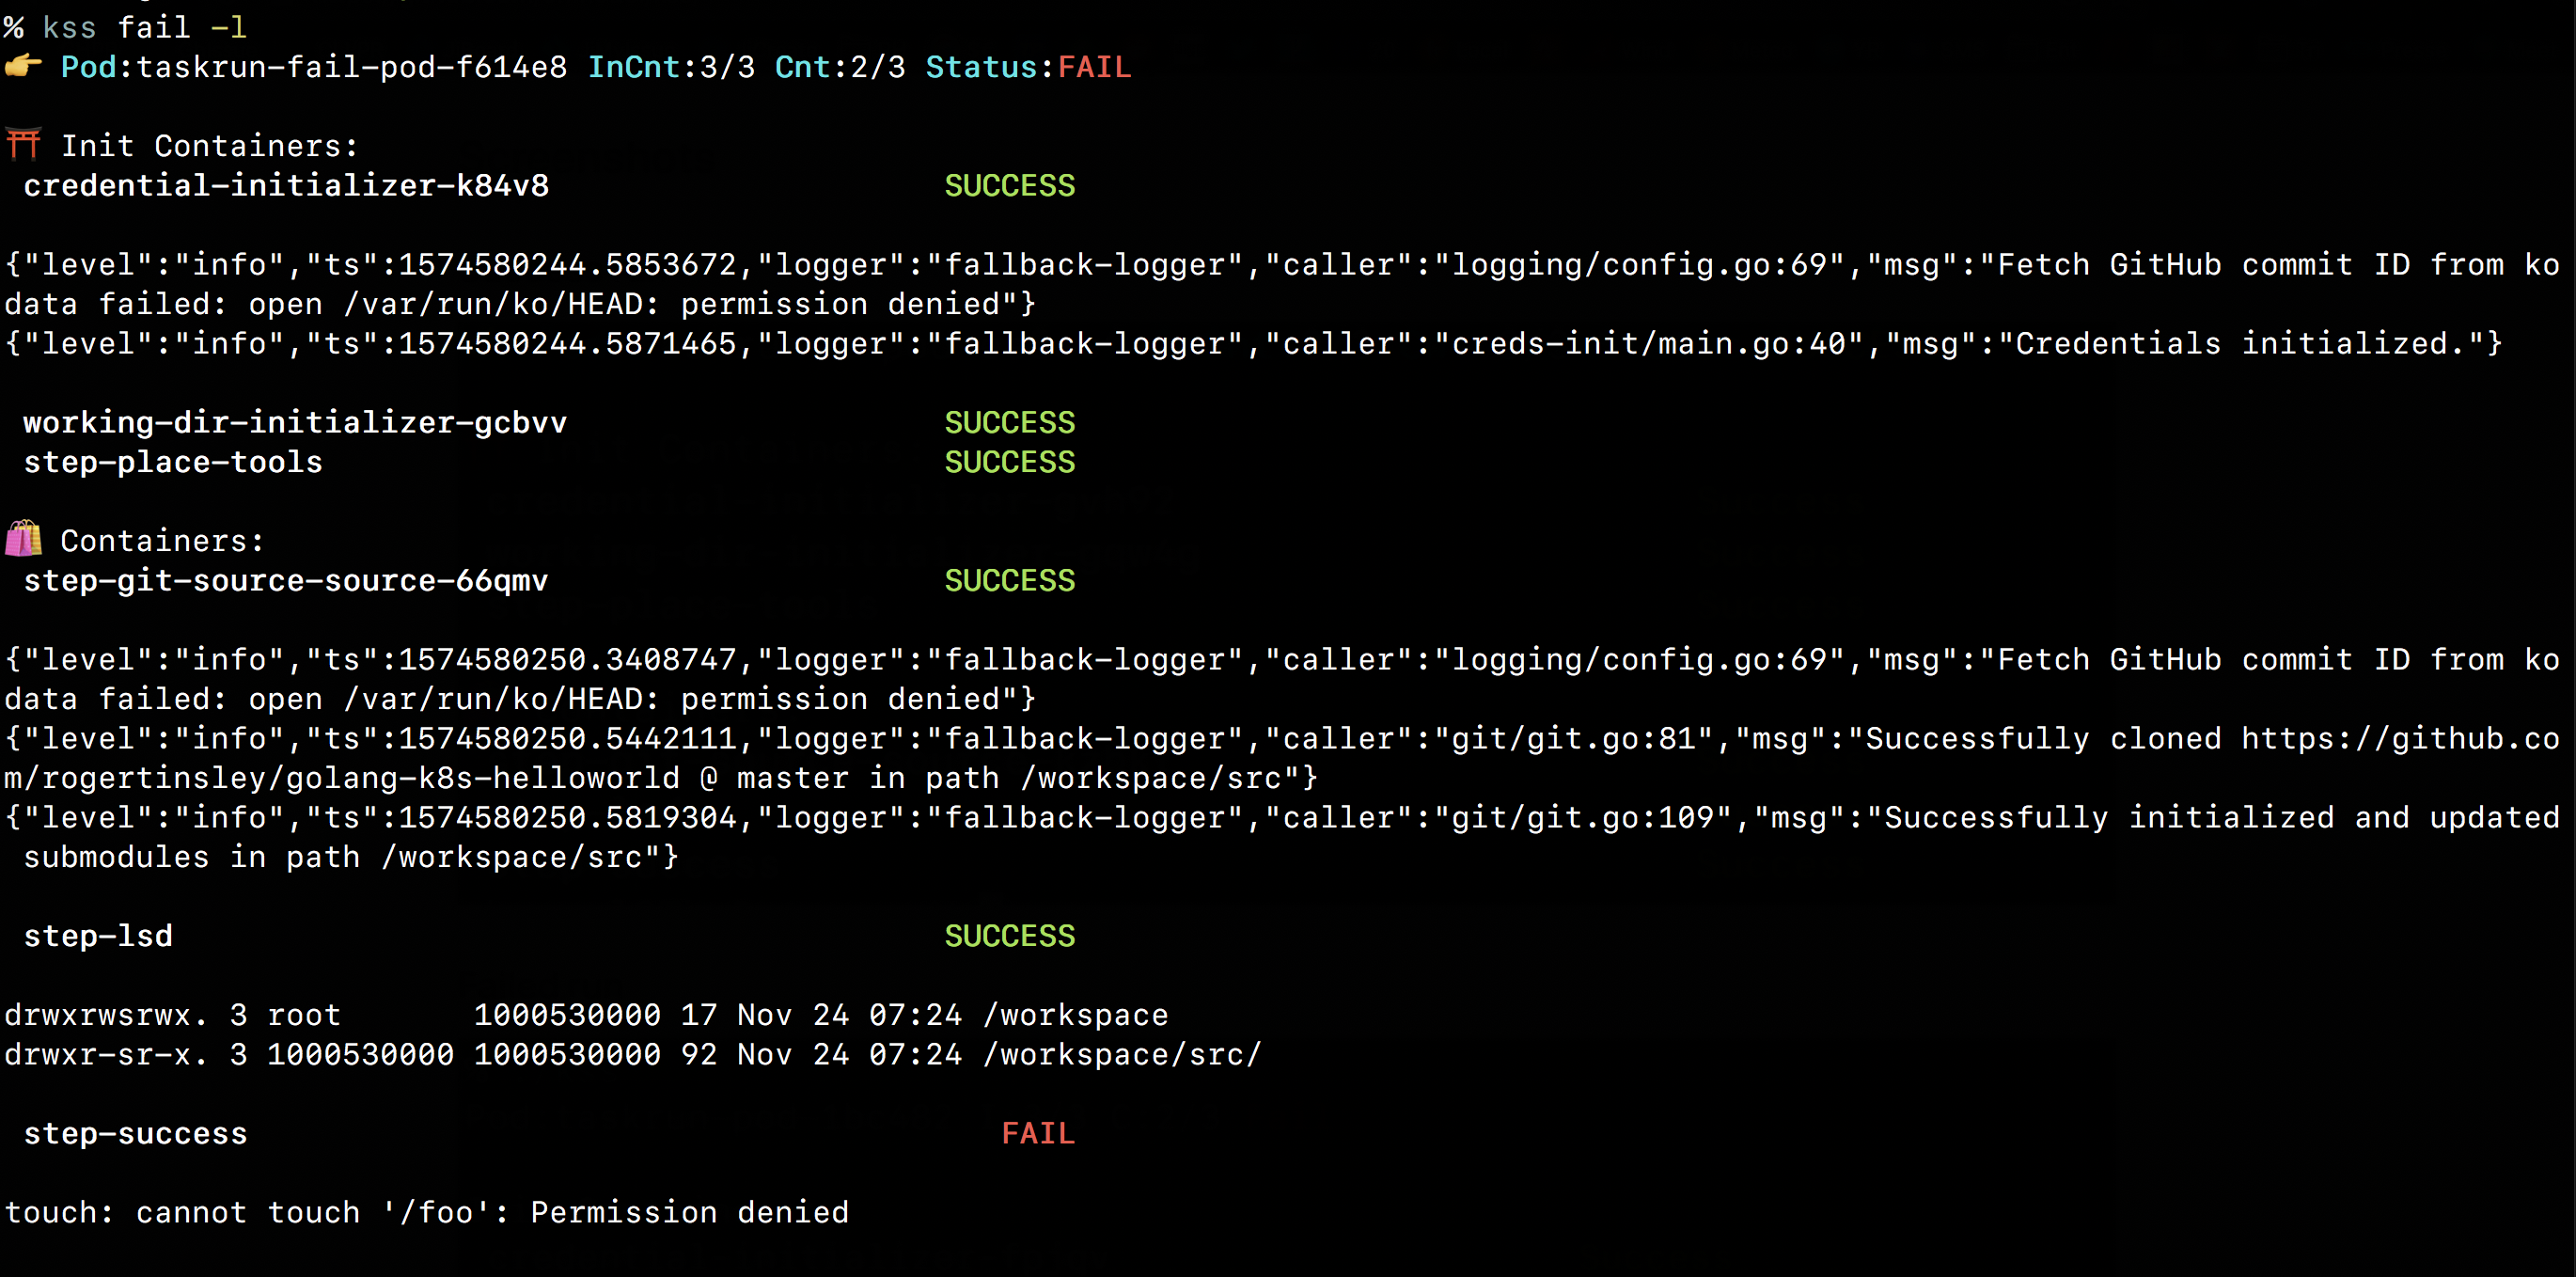 % kss fail -l
👉 Pod:taskrun-fail-pod-f614e8 InCnt:3/3 Cnt:2/3 Status:FAIL
⛩ Init Containers:
credential-initializer-k84v8 SUCCESS
{"level":"info","ts":1574580244.5853672,"logger":"fallback-logger","caller":"logging/config.go:69","msg":"Fetch GitHub commit ID from ko
data failed: open /var/run/ko/HEAD: permission denied"}
{"level":"info","ts":1574580244.5871465,"logger":"fallback-logger","caller":"creds-init/main.go:40","msg":"Credentials initialized."}
working-dir-initializer-gcbvv SUCCESS
step-place-tools SUCCESS
🛍 Containers:
step-git-source-source-66qmv SUCCESS
{"level":"info","ts":1574580250.3408747,"logger":"fallback-logger","caller":"logging/config.go:69","msg":"Fetch GitHub commit ID from ko
data failed: open /var/run/ko/HEAD: permission denied"}
{"level":"info","ts":1574580250.5442111,"logger":"fallback-logger","caller":"git/git.go:81","msg":"Successfully cloned https://github.co
m/rogertinsley/golang-k8s-helloworld @ master in path /workspace/src"}
{"level":"info","ts":1574580250.5819304,"logger":"fallback-logger","caller":"git/git.go:109","msg":"Successfully initialized and updated
submodules in path /workspace/src"}
step-lsd SUCCESS
drwxrwsrwx. 3 root 1000530000 17 Nov 24 07:24 /workspace
drwxr-sr-x. 3 1000530000 1000530000 92 Nov 24 07:24 /workspace/src/
step-success FAIL
touch: cannot touch '/foo': Permission denied